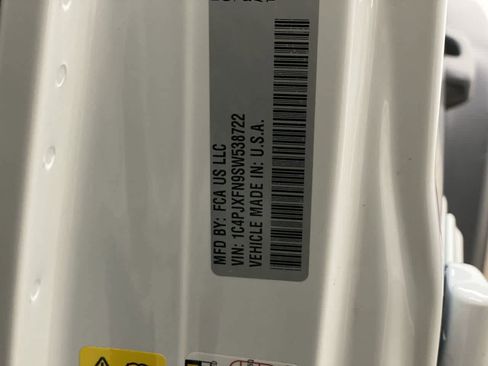 MFD BY: FCA US LLC
VIN: 1C4PJXFN9SW538722
VEHICLE MADE IN: U.S.A.